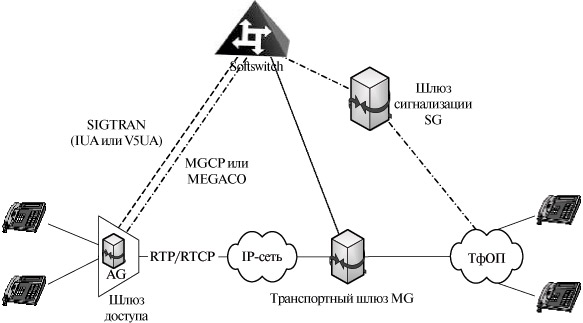 Softswitch
Шлюз
сигнализации
SG
SIGTRAN
(IUA или V5UA)
MGCP или
MEGACO
AG
RTP/RTCP
IP-сеть
ТфОП
Шлюз
доступа
Транспортный шлюз MG